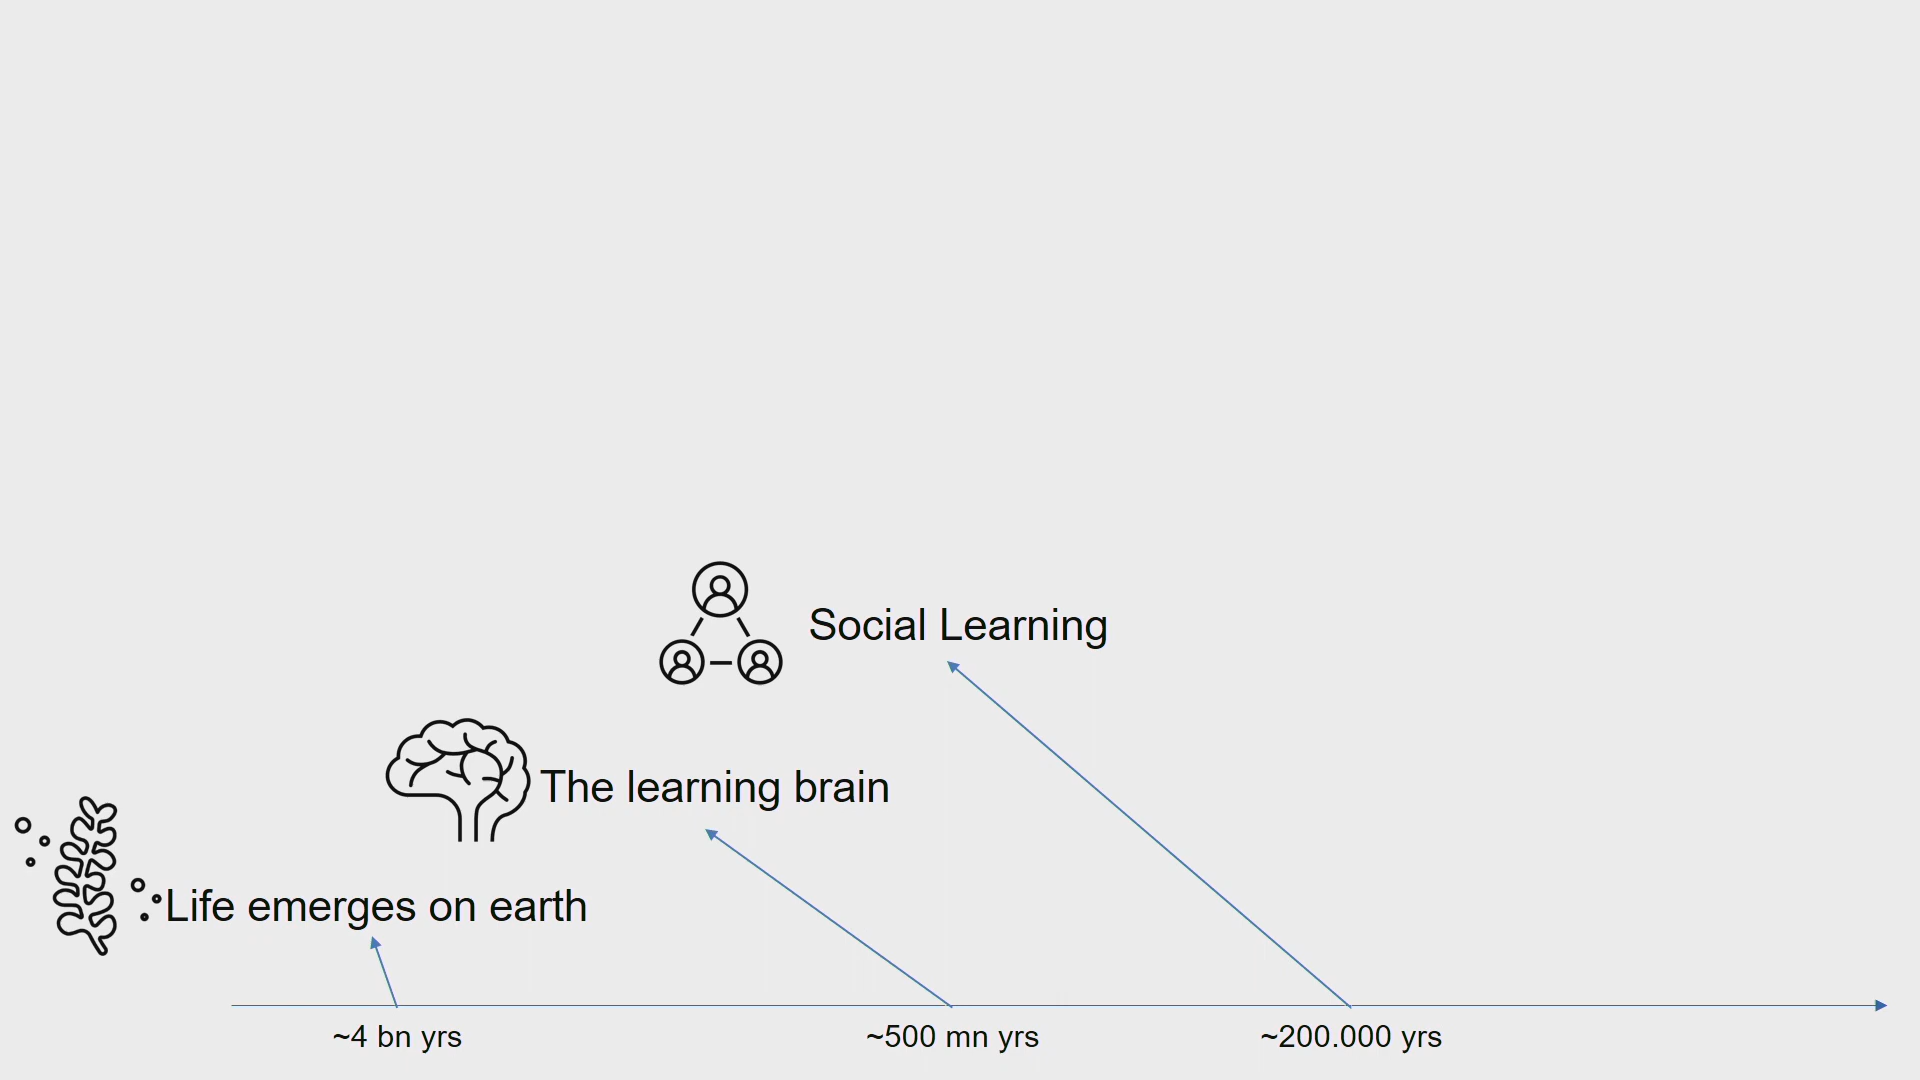 Social Learning
The learning brain
Life emerges on earth
~4 bn yrs
~500 mn yrs
~200.000 yrs